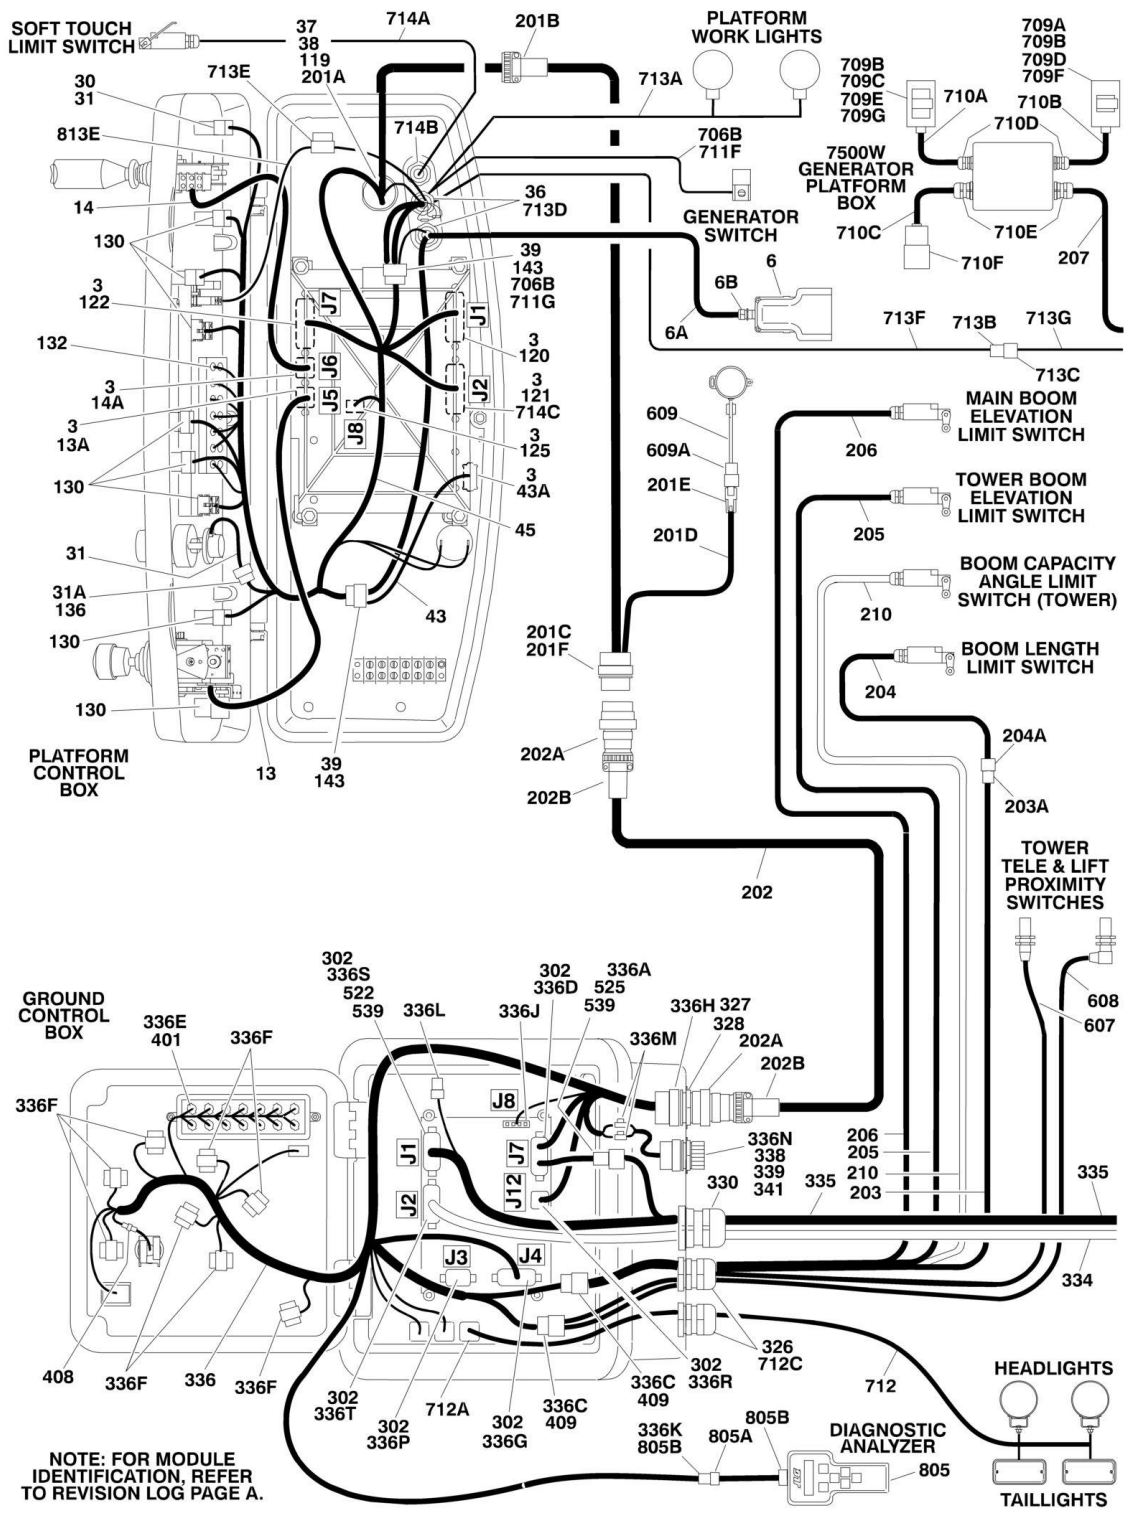 SOFT TOUCH
LIMIT SWITCH
714A
37
38
119
201A
201B
PLATFORM
WORK LIGHTS
709A
709B
709D
709F
709B
709C
709E
709G
30
31
713E
713A
710A
710B
813E
714B
706B
711F
7500W
GENERATOR
PLATFORM
BOX
710D
14
36
713D
GENERATOR
SWITCH
710C
710E
710F
207
130
39
143
706B
711G
6
6B
6A
3
122
J7
J1
713F
713B
713G
713C
132
3
120
J6
J5
J2
3
14A
3
121
714C
3
13A
J8
3
125
609
609A
201E
201D
MAIN BOOM
ELEVATION
LIMIT SWITCH
206
130
3
43A
45
TOWER BOOM
ELEVATION
LIMIT SWITCH
205
31
31A
136
BOOM CAPACITY
ANGLE LIMIT
SWITCH (TOWER)
210
43
130
201C
201F
BOOM LENGTH
LIMIT SWITCH
204
130
PLATFORM
CONTROL
BOX
13
39
143
202A
202B
204A
203A
202
TOWER
TELE & LIFT
PROXIMITY
SWITCHES
608
607
GROUND
CONTROL
BOX
302
336S
522
539
336L
336J
302
336D
336A
525
539
336H
327
328
202A
202B
336M
336E
401
336F
336F
J8
J1
J7
J2
J12
336N
338
339
341
206
205
210
203
330
335
335
J3
J4
334
408
336F
336
336F
302
336T
302
336P
712A
302
336G
336C
409
336C
409
302
336R
326
712C
712
HEADLIGHTS
336K
805B
805A
805B
DIAGNOSTIC
ANALYZER
805
TAILLIGHTS
NOTE: FOR MODULE
IDENTIFICATION, REFER
TO REVISION LOG PAGE A.